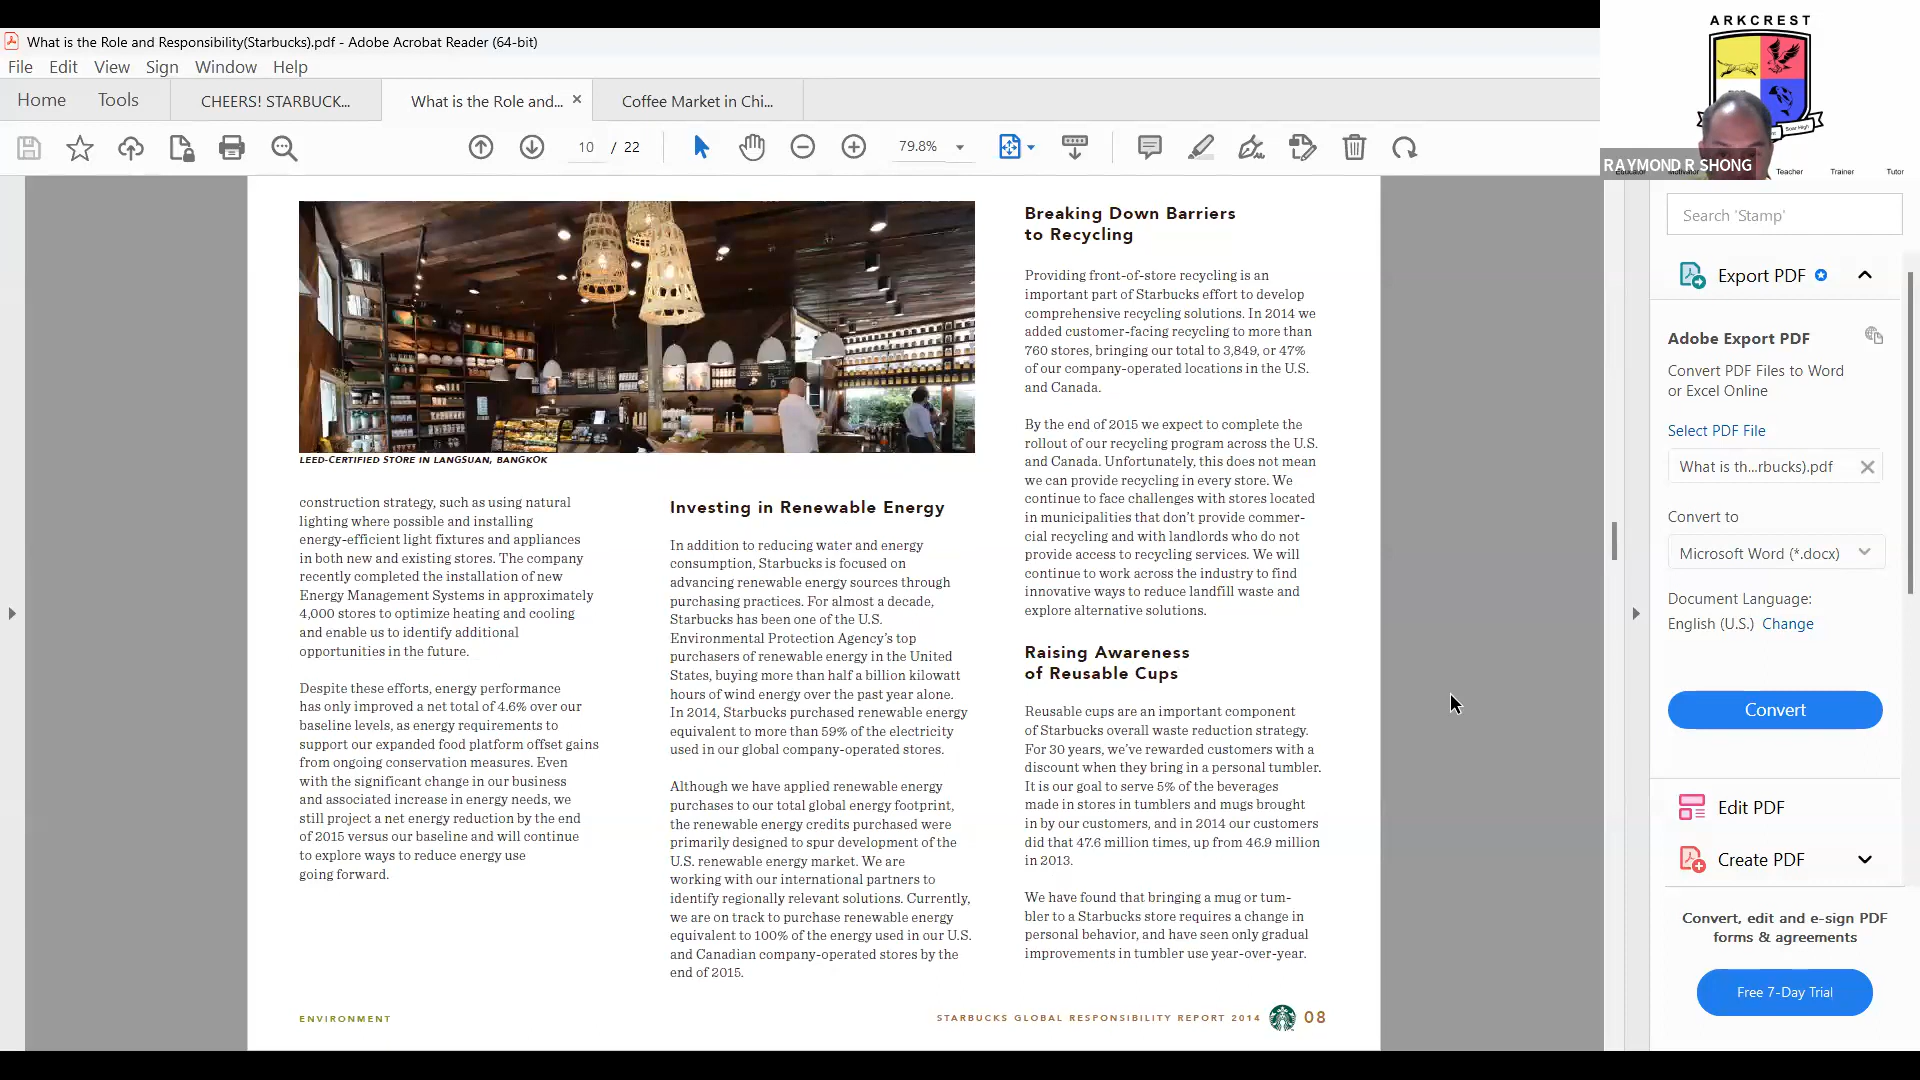 What is the Role and Responsibility(Starbucks).pdf - Adobe Acrobat Reader (64-bit)
File Edit View Sign Window Help
Home Tools CHEERS! STARBUCK... What is the Role and... Coffee Market in Chi...
10 / 22 79.8%
ARKCREST
Soar High
RAYMOND R SHONG
Teacher Trainer Tutor
LEED-CERTIFIED STORE IN LANGSUAN, BANGKOK
construction strategy, such as using natural
lighting where possible and installing
energy-efficient light fixtures and appliances
in both new and existing stores. The company
recently completed the installation of new
Energy Management Systems in approximately
4,000 stores to optimize heating and cooling
and enable us to identify additional
opportunities in the future.
Despite these efforts, energy performance
has only improved a net total of 4.6% over our
baseline levels, as energy requirements to
support our expanded food platform offset gains
from ongoing conservation measures. Even
with the significant change in our business
and associated increase in energy needs, we
still project a net energy reduction by the end
of 2015 versus our baseline and will continue
to explore ways to reduce energy use
going forward.
Investing in Renewable Energy
In addition to reducing water and energy
consumption, Starbucks is focused on
advancing renewable energy sources through
purchasing practices. For almost a decade,
Starbucks has been one of the U.S.
Environmental Protection Agency's top
purchasers of renewable energy in the United
States, buying more than half a billion kilowatt
hours of wind energy over the past year alone.
In 2014, Starbucks purchased renewable energy
equivalent to more than 59% of the electricity
used in our global company-operated stores.
Although we have applied renewable energy
purchases to our total global energy footprint,
the renewable energy credits purchased were
primarily designed to spur development of the
U.S. renewable energy market. We are
working with our international partners to
identify regionally relevant solutions. Currently,
we are on track to purchase renewable energy
equivalent to 100% of the energy used in our U.S.
and Canadian company-operated stores by the
end of 2015.
Breaking Down Barriers
to Recycling
Providing front-of-store recycling is an
important part of Starbucks effort to develop
comprehensive recycling solutions. In 2014 we
added customer-facing recycling to more than
760 stores, bringing our total to 3,849, or 47%
of our company-operated locations in the U.S.
and Canada.
By the end of 2015 we expect to complete the
rollout of our recycling program across the U.S.
and Canada. Unfortunately, this does not mean
we can provide recycling in every store. We
continue to face challenges with stores located
in municipalities that don't provide commer-
cial recycling and with landlords who do not
provide access to recycling services. We will
continue to work across the industry to find
innovative ways to reduce landfill waste and
explore alternative solutions.
Raising Awareness
of Reusable Cups
Reusable cups are an important component
of Starbucks overall waste reduction strategy.
For 30 years, we've rewarded customers with a
discount when they bring in a personal tumbler.
It is our goal to serve 5% of the beverages
made in stores in tumblers and mugs brought
in by our customers, and in 2014 our customers
did that 47.6 million times, up from 46.9 million
in 2013.
We have found that bringing a mug or tum-
bler to a Starbucks store requires a change in
personal behavior, and have seen only gradual
improvements in tumbler use year-over-year.
ENVIRONMENT
STARBUCKS GLOBAL RESPONSIBILITY REPORT 2014 08
Search 'Stamp'
Export PDF
Adobe Export PDF
Convert PDF Files to Word
or Excel Online
Select PDF File
What is th...rbucks).pdf
Convert to
Microsoft Word (*.docx)
Document Language:
English (U.S.) Change
Convert
Edit PDF
Create PDF
Convert, edit and e-sign PDF
forms & agreements
Free 7-Day Trial